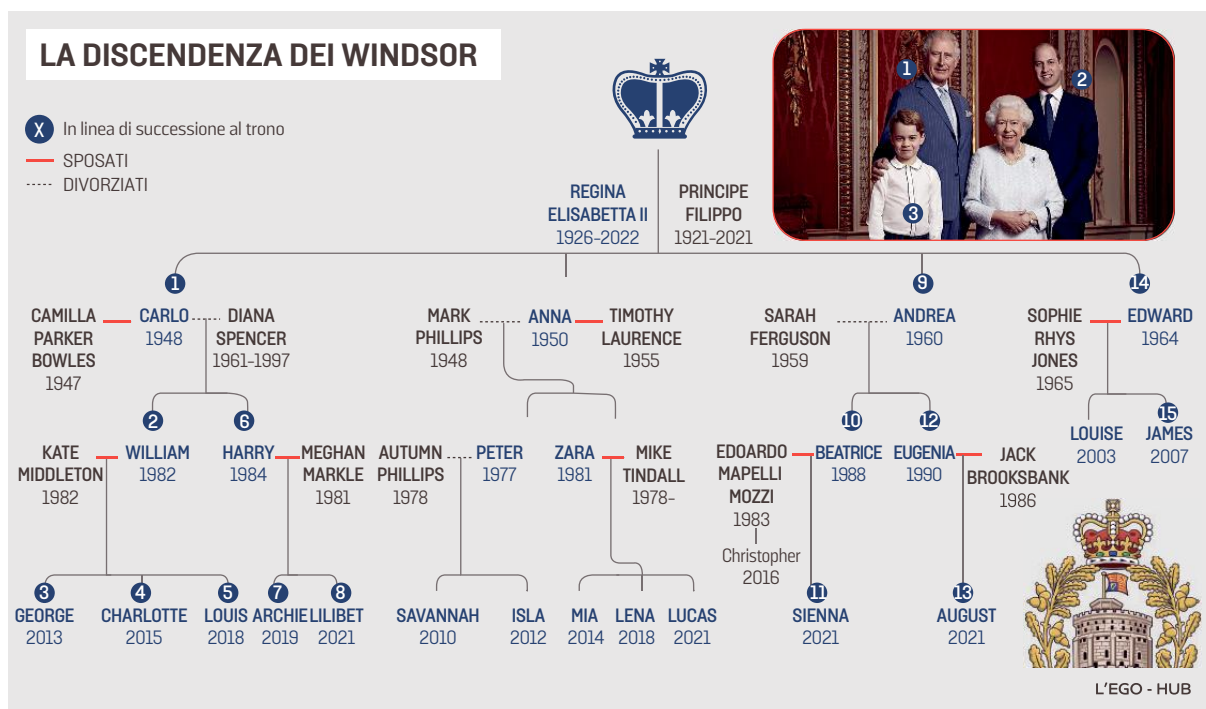 LA DISCENDENZA DEI WINDSOR
X In linea di successione al trono
SPOSATI
DIVORZIATI
1
2
3
REGINA
ELISABETTA II
1926-2022
PRINCIPE
FILIPPO
1921-2021
1
9
14
CAMILLA
PARKER
BOWLES
1947
CARLO
1948
DIANA
SPENCER
1961-1997
MARK
PHILLIPS
1948
ANNA
1950
TIMOTHY
LAURENCE
1955
SARAH
FERGUSON
1959
ANDREA
1960
SOPHIE
RHYS
JONES
1965
EDWARD
1964
2
6
10
12
15
KATE
MIDDLETON
1982
WILLIAM
1982
HARRY
1984
MEGHAN
MARKLE
1981
AUTUMN
PHILLIPS
1978
PETER
1977
ZARA
1981
MIKE
TINDALL
1978-
EDOARDO
MAPELLI
MOZZI
1983
Christopher
2016
BEATRICE
1988
EUGENIA
1990
JACK
BROOKSBANK
1986
LOUISE
2003
JAMES
2007
3
4
5
7
8
11
13
GEORGE
2013
CHARLOTTE
2015
LOUIS
2018
ARCHIE
2019
LILIBET
2021
SAVANNAH
2010
ISLA
2012
MIA
2014
LENA
2018
LUCAS
2021
SIENNA
2021
AUGUST
2021
L'EGO - HUB